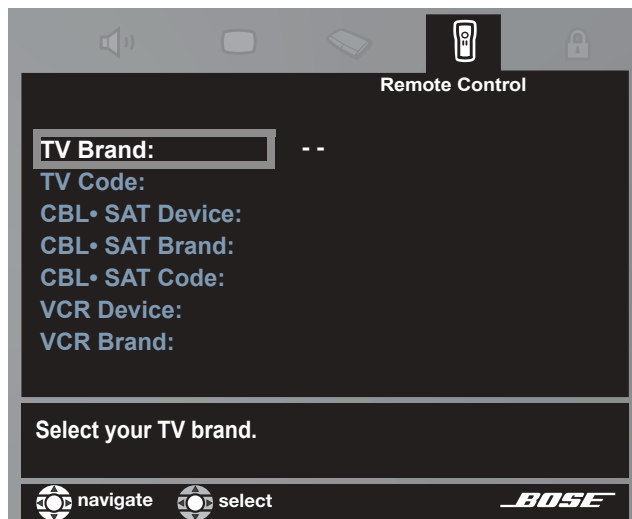 Remote Control
TV Brand: - -
TV Code:
CBL• SAT Device:
CBL• SAT Brand:
CBL• SAT Code:
VCR Device:
VCR Brand:
Select your TV brand.
navigate select BOSE